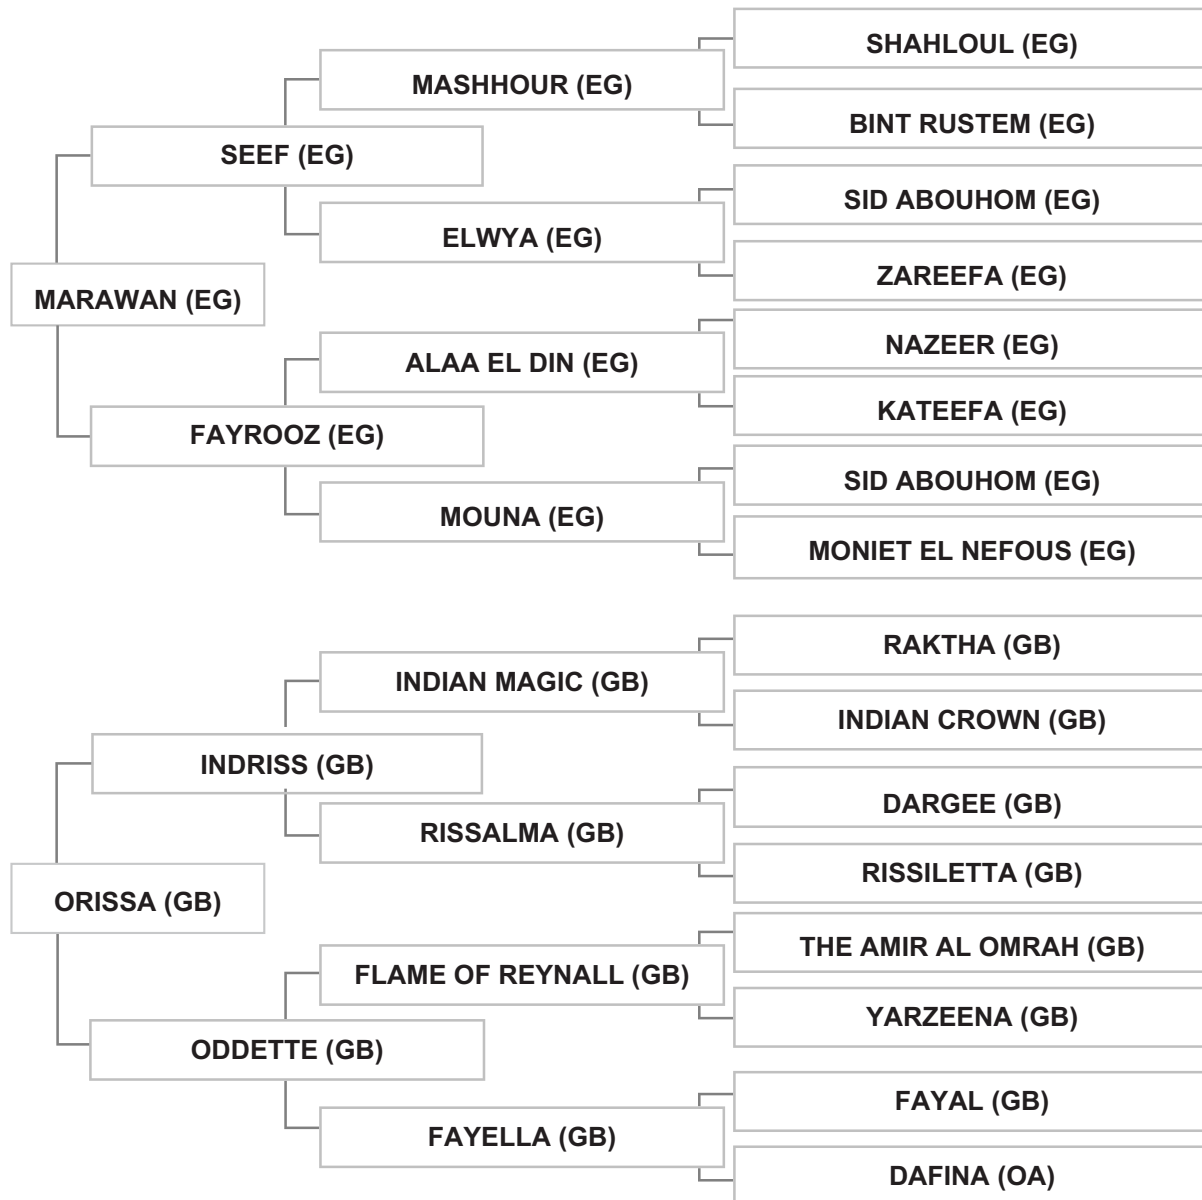 SHAHLOUL (EG)
MASHHOUR (EG)
BINT RUSTEM (EG)
SEEF (EG)
SID ABOUHOM (EG)
ELWYA (EG)
ZAREEFA (EG)
MARAWAN (EG)
NAZEER (EG)
ALAA EL DIN (EG)
KATEEFA (EG)
FAYROOZ (EG)
SID ABOUHOM (EG)
MOUNA (EG)
MONIET EL NEFOUS (EG)
RAKTHA (GB)
INDIAN MAGIC (GB)
INDIAN CROWN (GB)
INDRISS (GB)
DARGEE (GB)
RISSALMA (GB)
RISSILETTA (GB)
ORISSA (GB)
THE AMIR AL OMRAH (GB)
FLAME OF REYNALL (GB)
YARZEENA (GB)
ODDETTE (GB)
FAYAL (GB)
FAYELLA (GB)
DAFINA (OA)